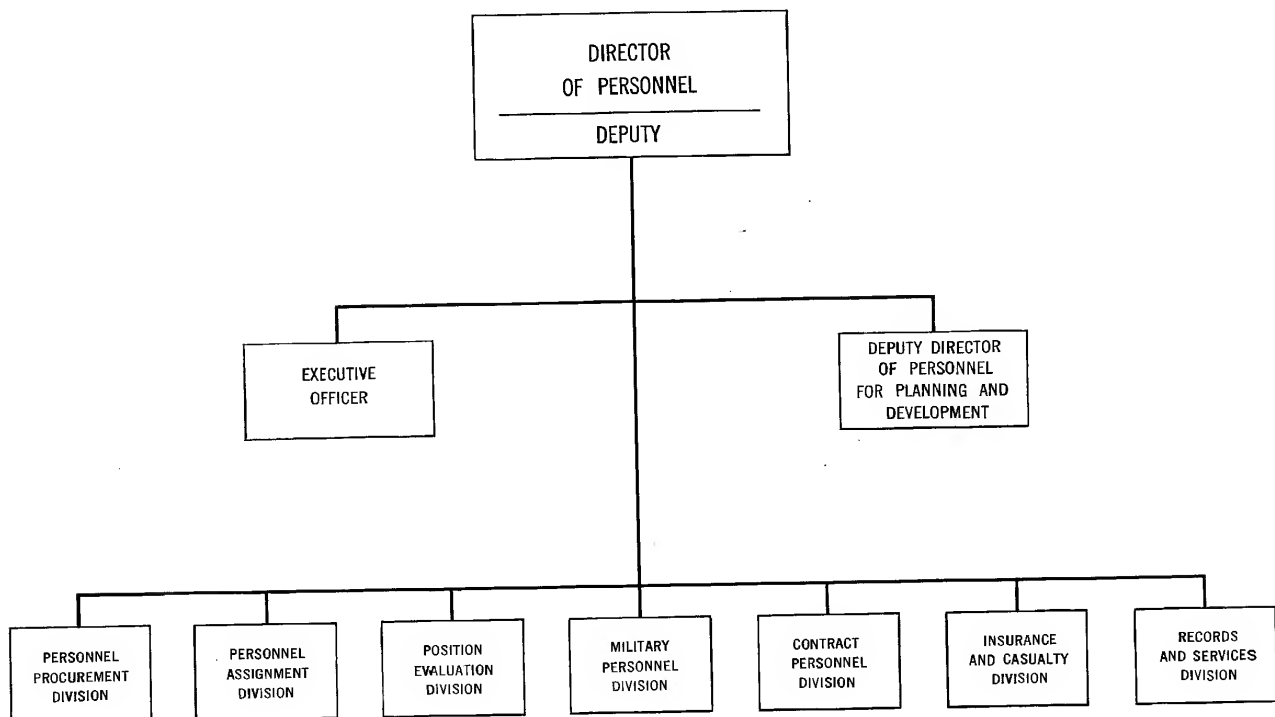 DIRECTOR
OF PERSONNEL
DEPUTY
EXECUTIVE
OFFICER
DEPUTY DIRECTOR
OF PERSONNEL
FOR PLANNING AND
DEVELOPMENT
PERSONNEL
PROCUREMENT
DIVISION
PERSONNEL
ASSIGNMENT
DIVISION
POSITION
EVALUATION
DIVISION
MILITARY
PERSONNEL
DIVISION
CONTRACT
PERSONNEL
DIVISION
INSURANCE
AND CASUALTY
DIVISION
RECORDS
AND SERVICES
DIVISION